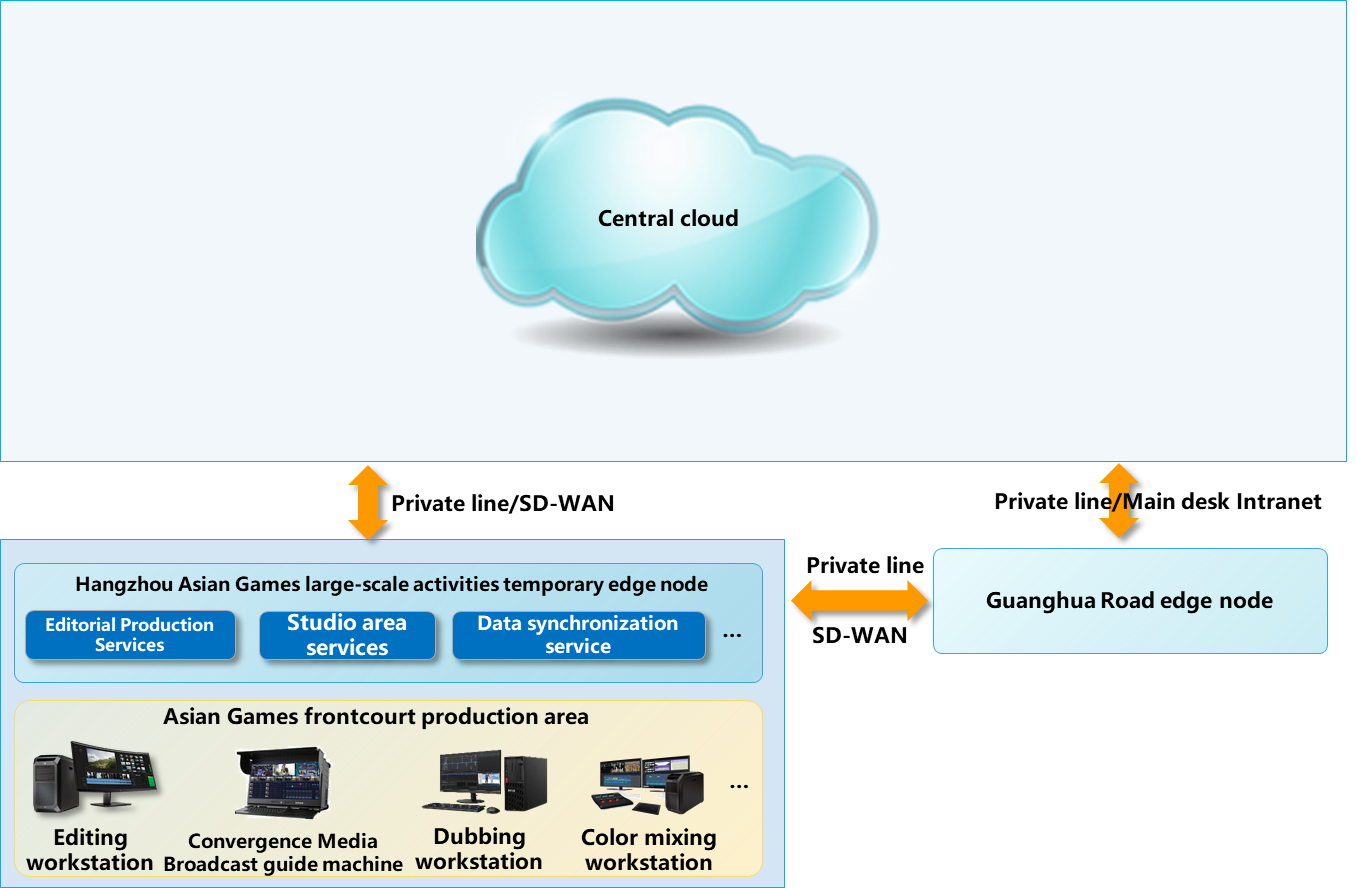 Central cloud
Private line/SD-WAN
Private line/Main desk Intranet
Hangzhou Asian Games large-scale activities temporary edge node
Editorial Production
Services
Studio area
services
Data synchronization
service
...
Private line
SD-WAN
Guanghua Road edge node
Asian Games frontcourt production area
...
Editing
workstation
Convergence Media
Broadcast guide machine
Dubbing
workstation
Color mixing
workstation